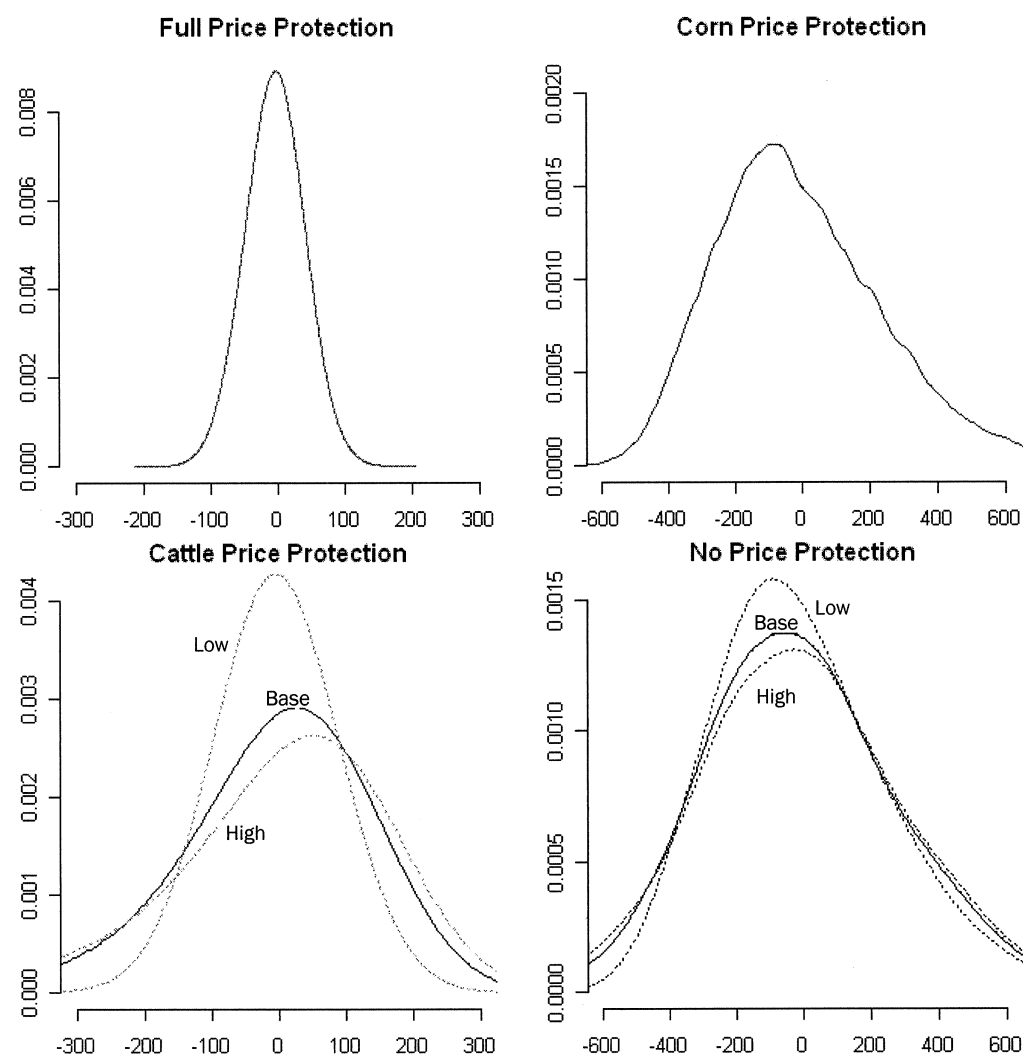 Full Price Protection
0.000 0.002 0.004 0.006 0.008
-300 -200 -100 0 100 200 300
Corn Price Protection
0.0000 0.0005 0.0010 0.0015 0.0020
-600 -400 -200 0 200 400 600
Cattle Price Protection
Low
Base
High
0.000 0.001 0.002 0.003 0.004
-300 -200 -100 0 100 200 300
No Price Protection
Low
Base
High
0.0000 0.0005 0.0010 0.0015
-600 -400 -200 0 200 400 600